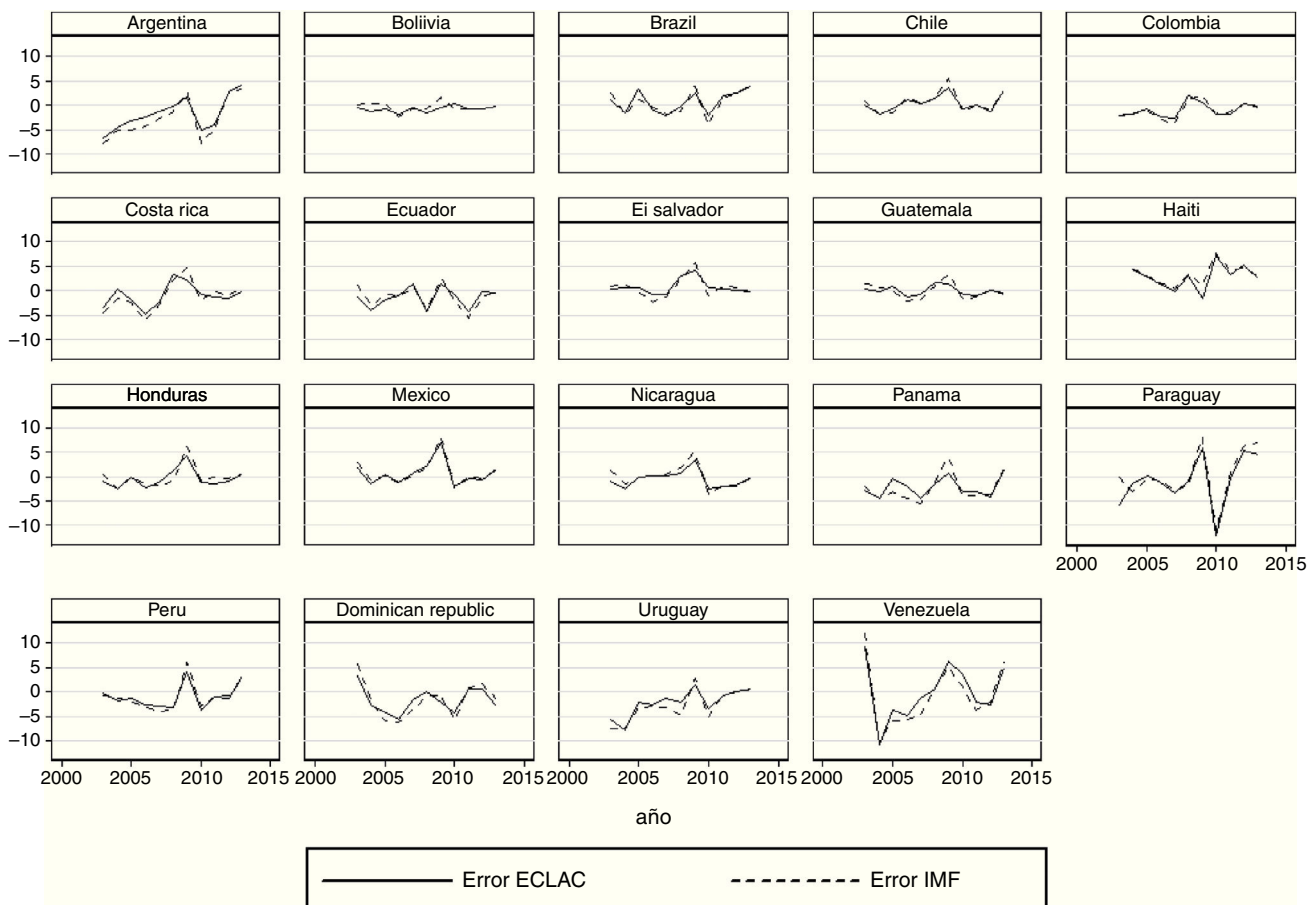 Argentina Boliivia Brazil Chile Colombia
10
5
0
−5
−10
Costa rica Ecuador Ei salvador Guatemala Haiti
10
5
0
−5
−10
Honduras Mexico Nicaragua Panama Paraguay
10
5
0
−5
−10
2000 2005 2010 2015
Peru Dominican republic Uruguay Venezuela
10
5
0
−5
−10
2000 2005 2010 2015 2000 2005 2010 2015 2000 2005 2010 2015 2000 2005 2010 2015
año
Error ECLAC Error IMF